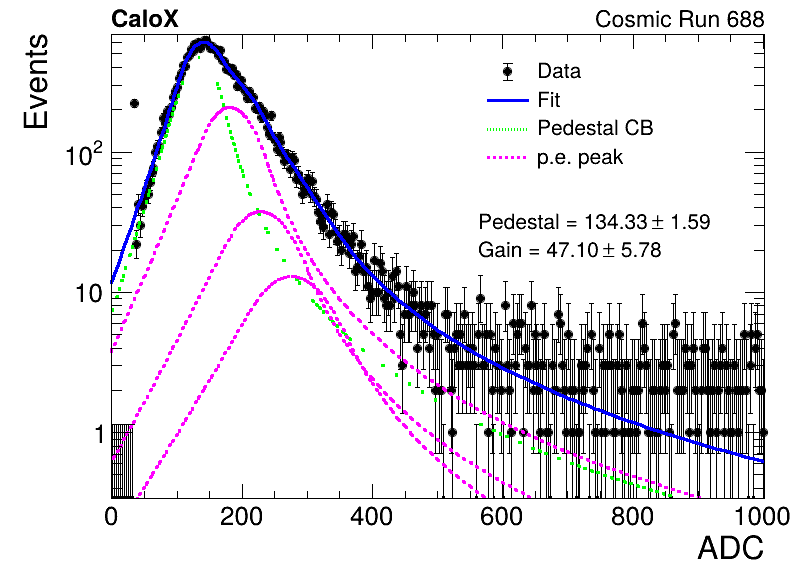 CaloX Cosmic Run 688
Events
Data
Fit
Pedestal CB
p.e. peak
Pedestal = 134.33 ± 1.59
Gain = 47.10 ± 5.78
10²
10
1
0 200 400 600 800 1000
ADC